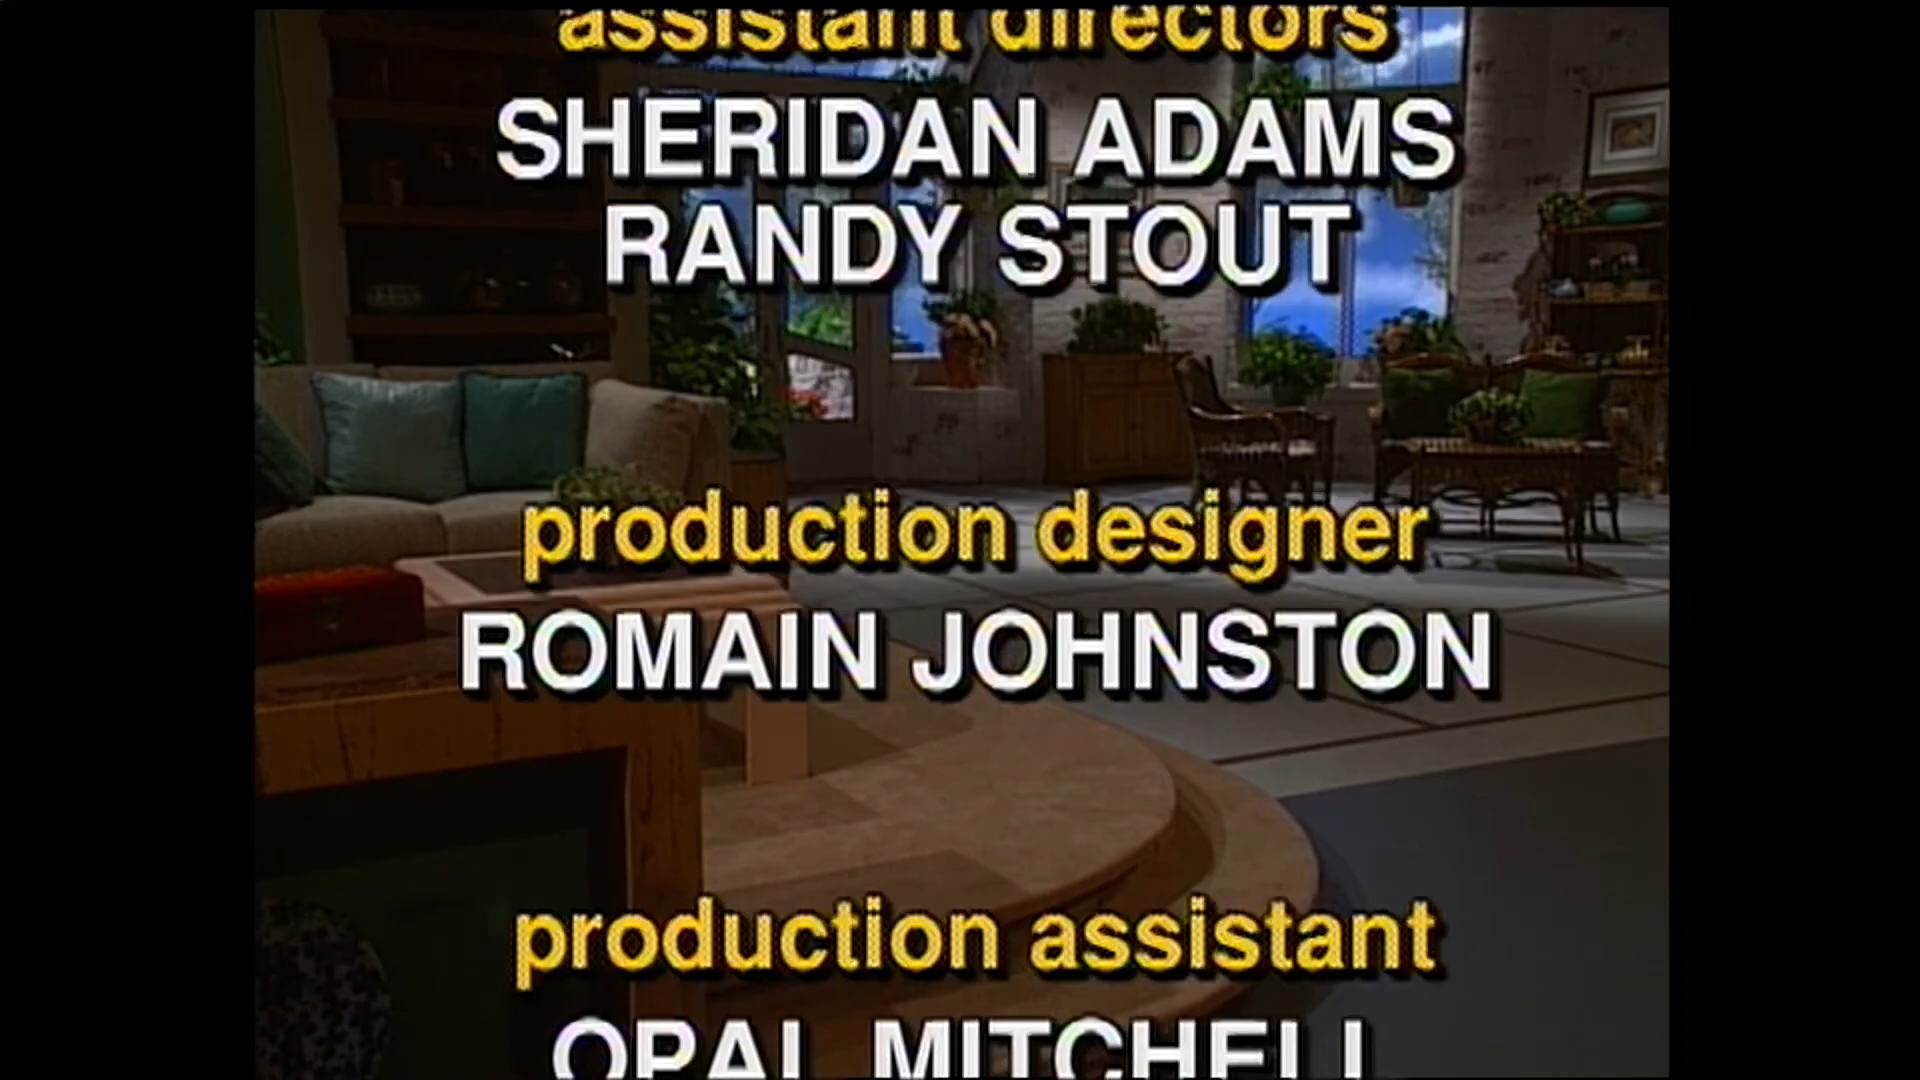 assistant directors
SHERIDAN ADAMS
RANDY STOUT
production designer
ROMAIN JOHNSTON
production assistant
OPAL MITCHELL